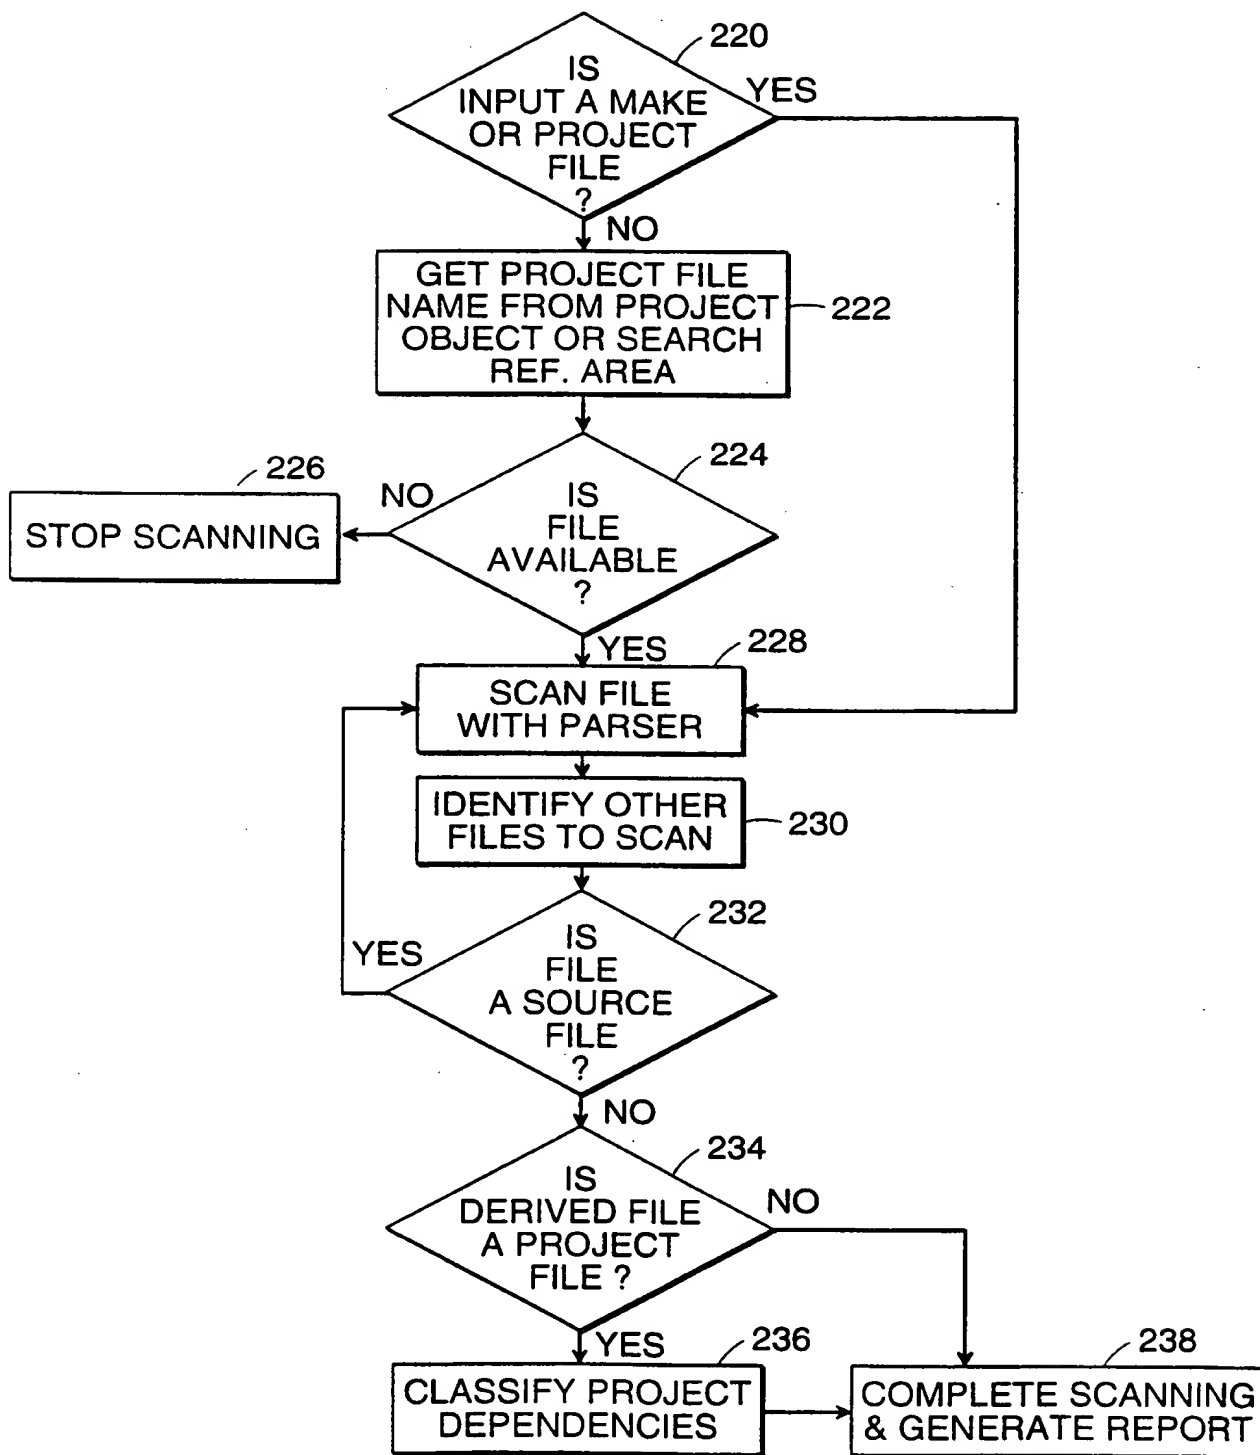 220
IS
INPUT A MAKE
OR PROJECT
FILE
?
YES
NO
GET PROJECT FILE
NAME FROM PROJECT
OBJECT OR SEARCH
REF. AREA
222
224
226
NO
IS
FILE
AVAILABLE
?
STOP SCANNING
YES
228
SCAN FILE
WITH PARSER
IDENTIFY OTHER
FILES TO SCAN
230
232
YES
IS
FILE
A SOURCE
FILE
?
NO
234
IS
DERIVED FILE
A PROJECT
FILE ?
NO
YES
236
CLASSIFY PROJECT
DEPENDENCIES
238
COMPLETE SCANNING
& GENERATE REPORT